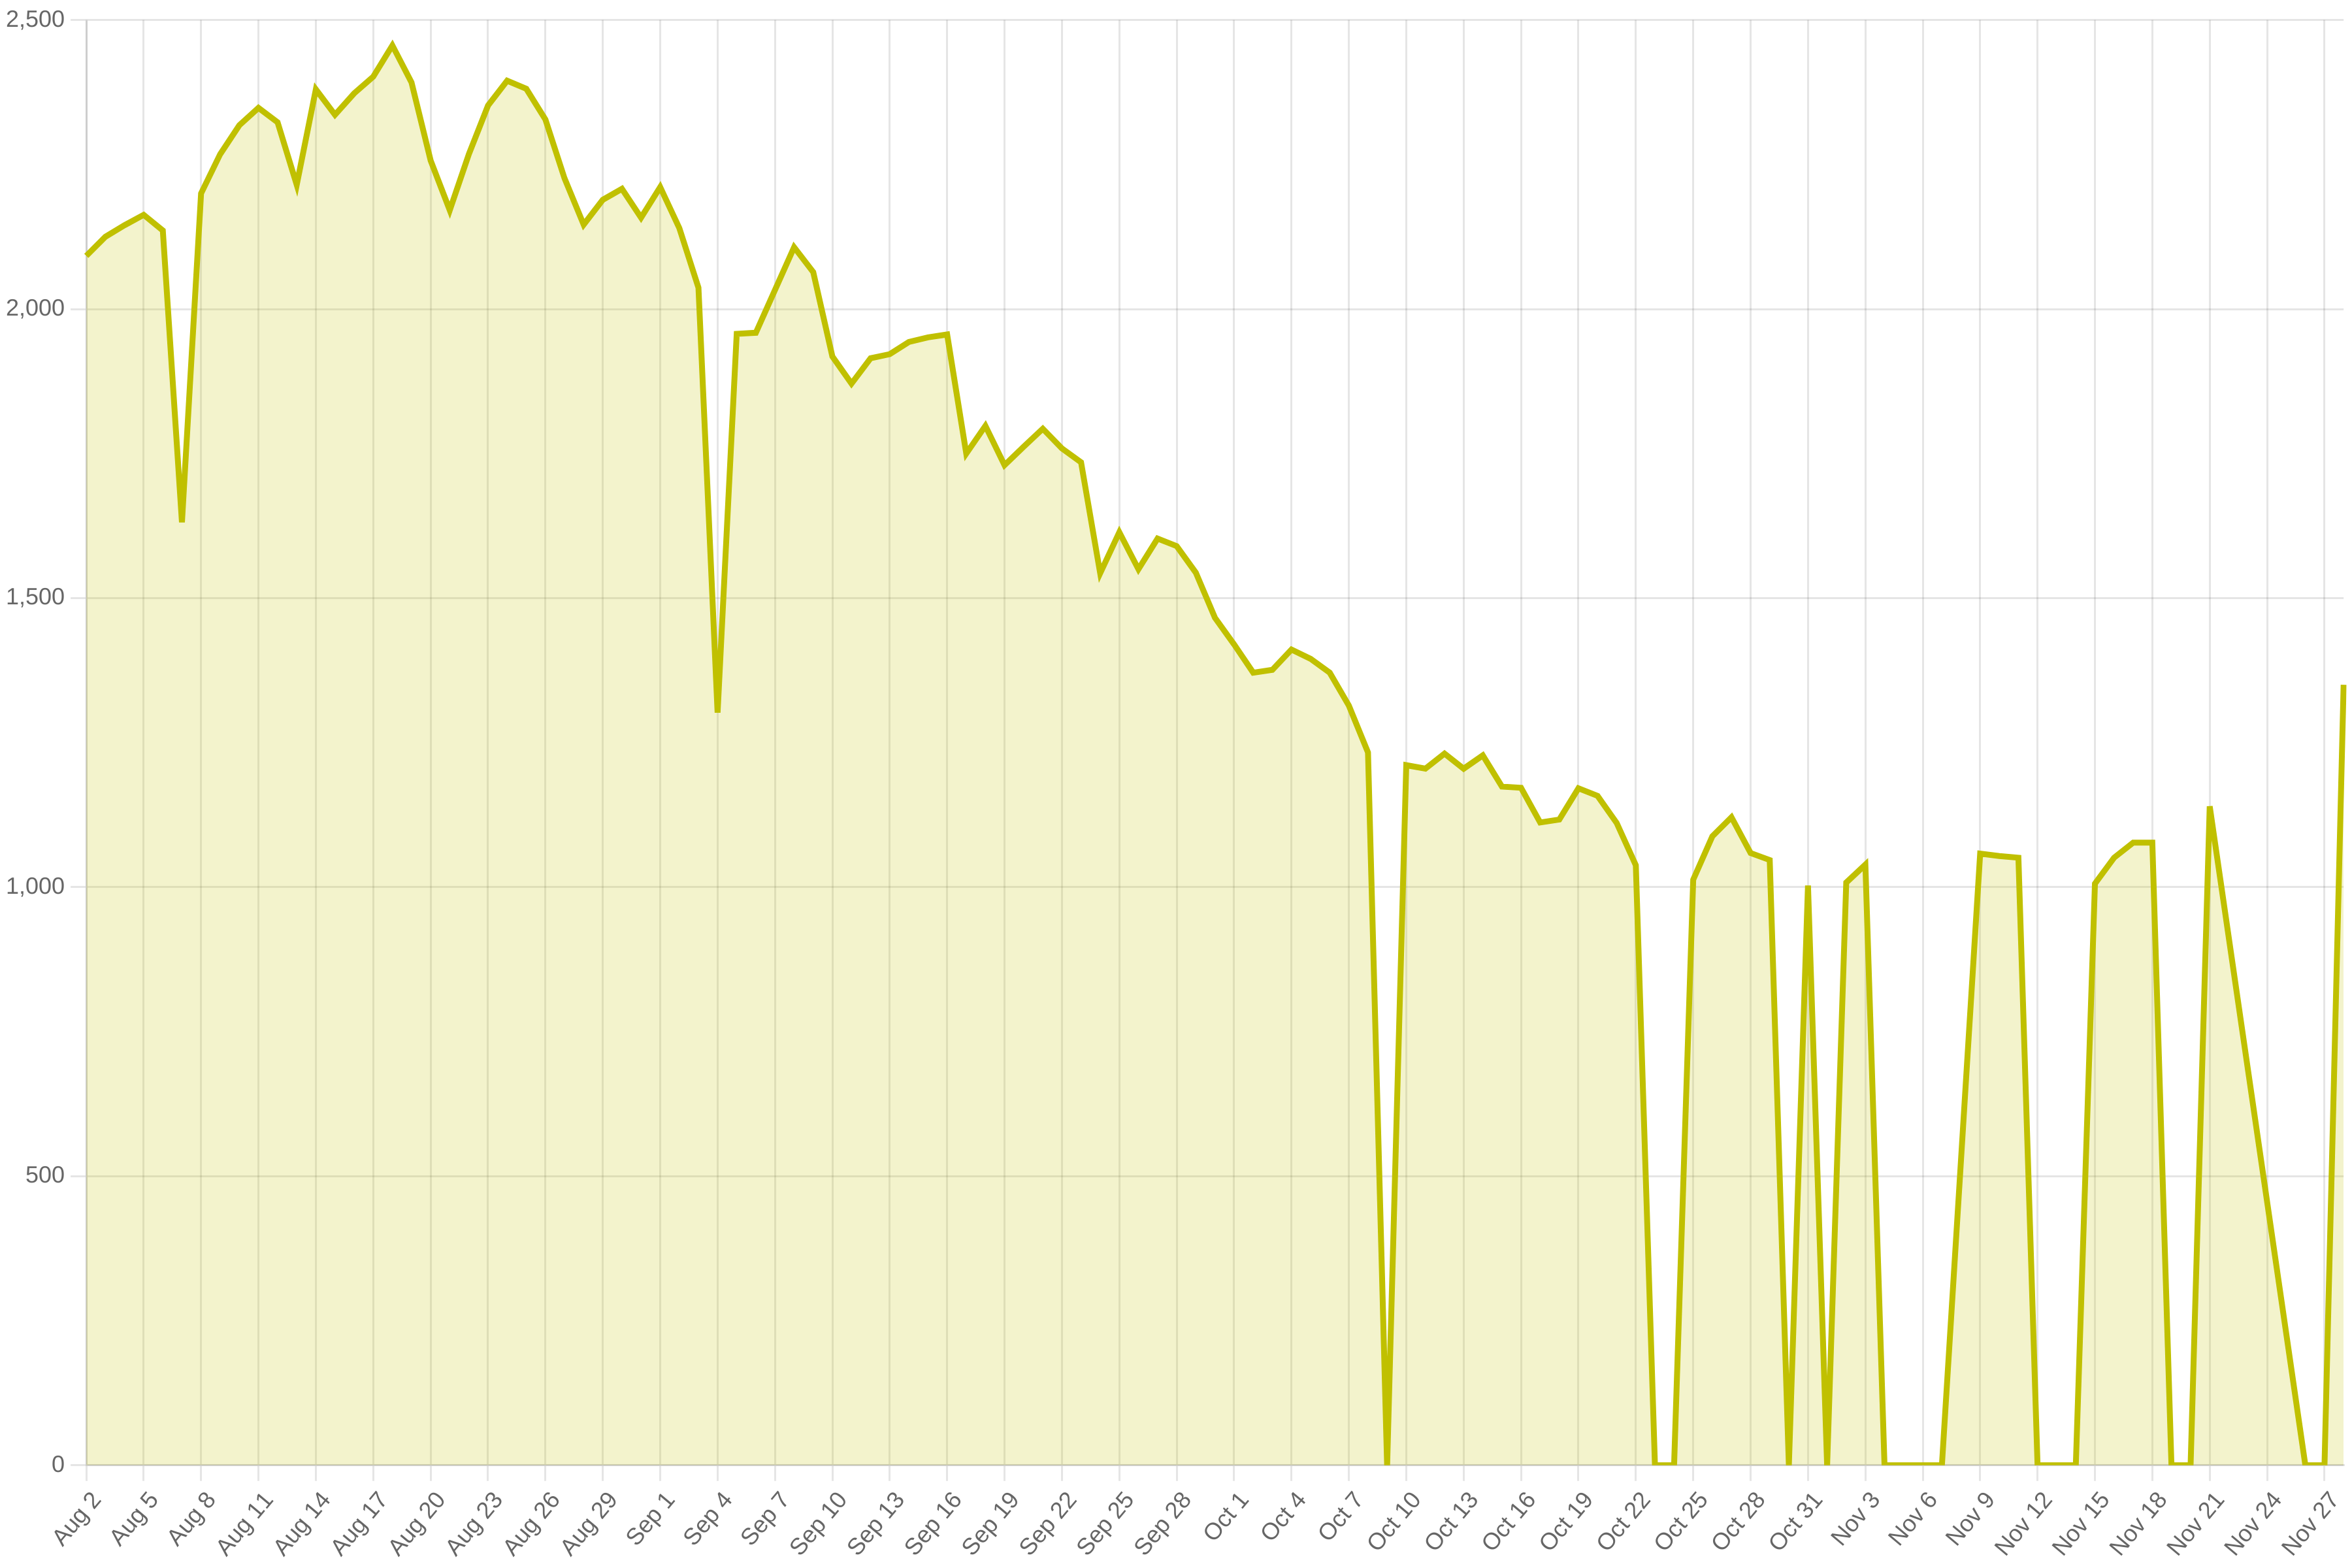 2,500
2,000
1,500
1,000
500
0
Aug 2
Aug 5
Aug 8
Aug 11
Aug 14
Aug 17
Aug 20
Aug 23
Aug 26
Aug 29
Sep 1
Sep 4
Sep 7
Sep 10
Sep 13
Sep 16
Sep 19
Sep 22
Sep 25
Sep 28
Oct 1
Oct 4
Oct 7
Oct 10
Oct 13
Oct 16
Oct 19
Oct 22
Oct 25
Oct 28
Oct 31
Nov 3
Nov 6
Nov 9
Nov 12
Nov 15
Nov 18
Nov 21
Nov 24
Nov 27